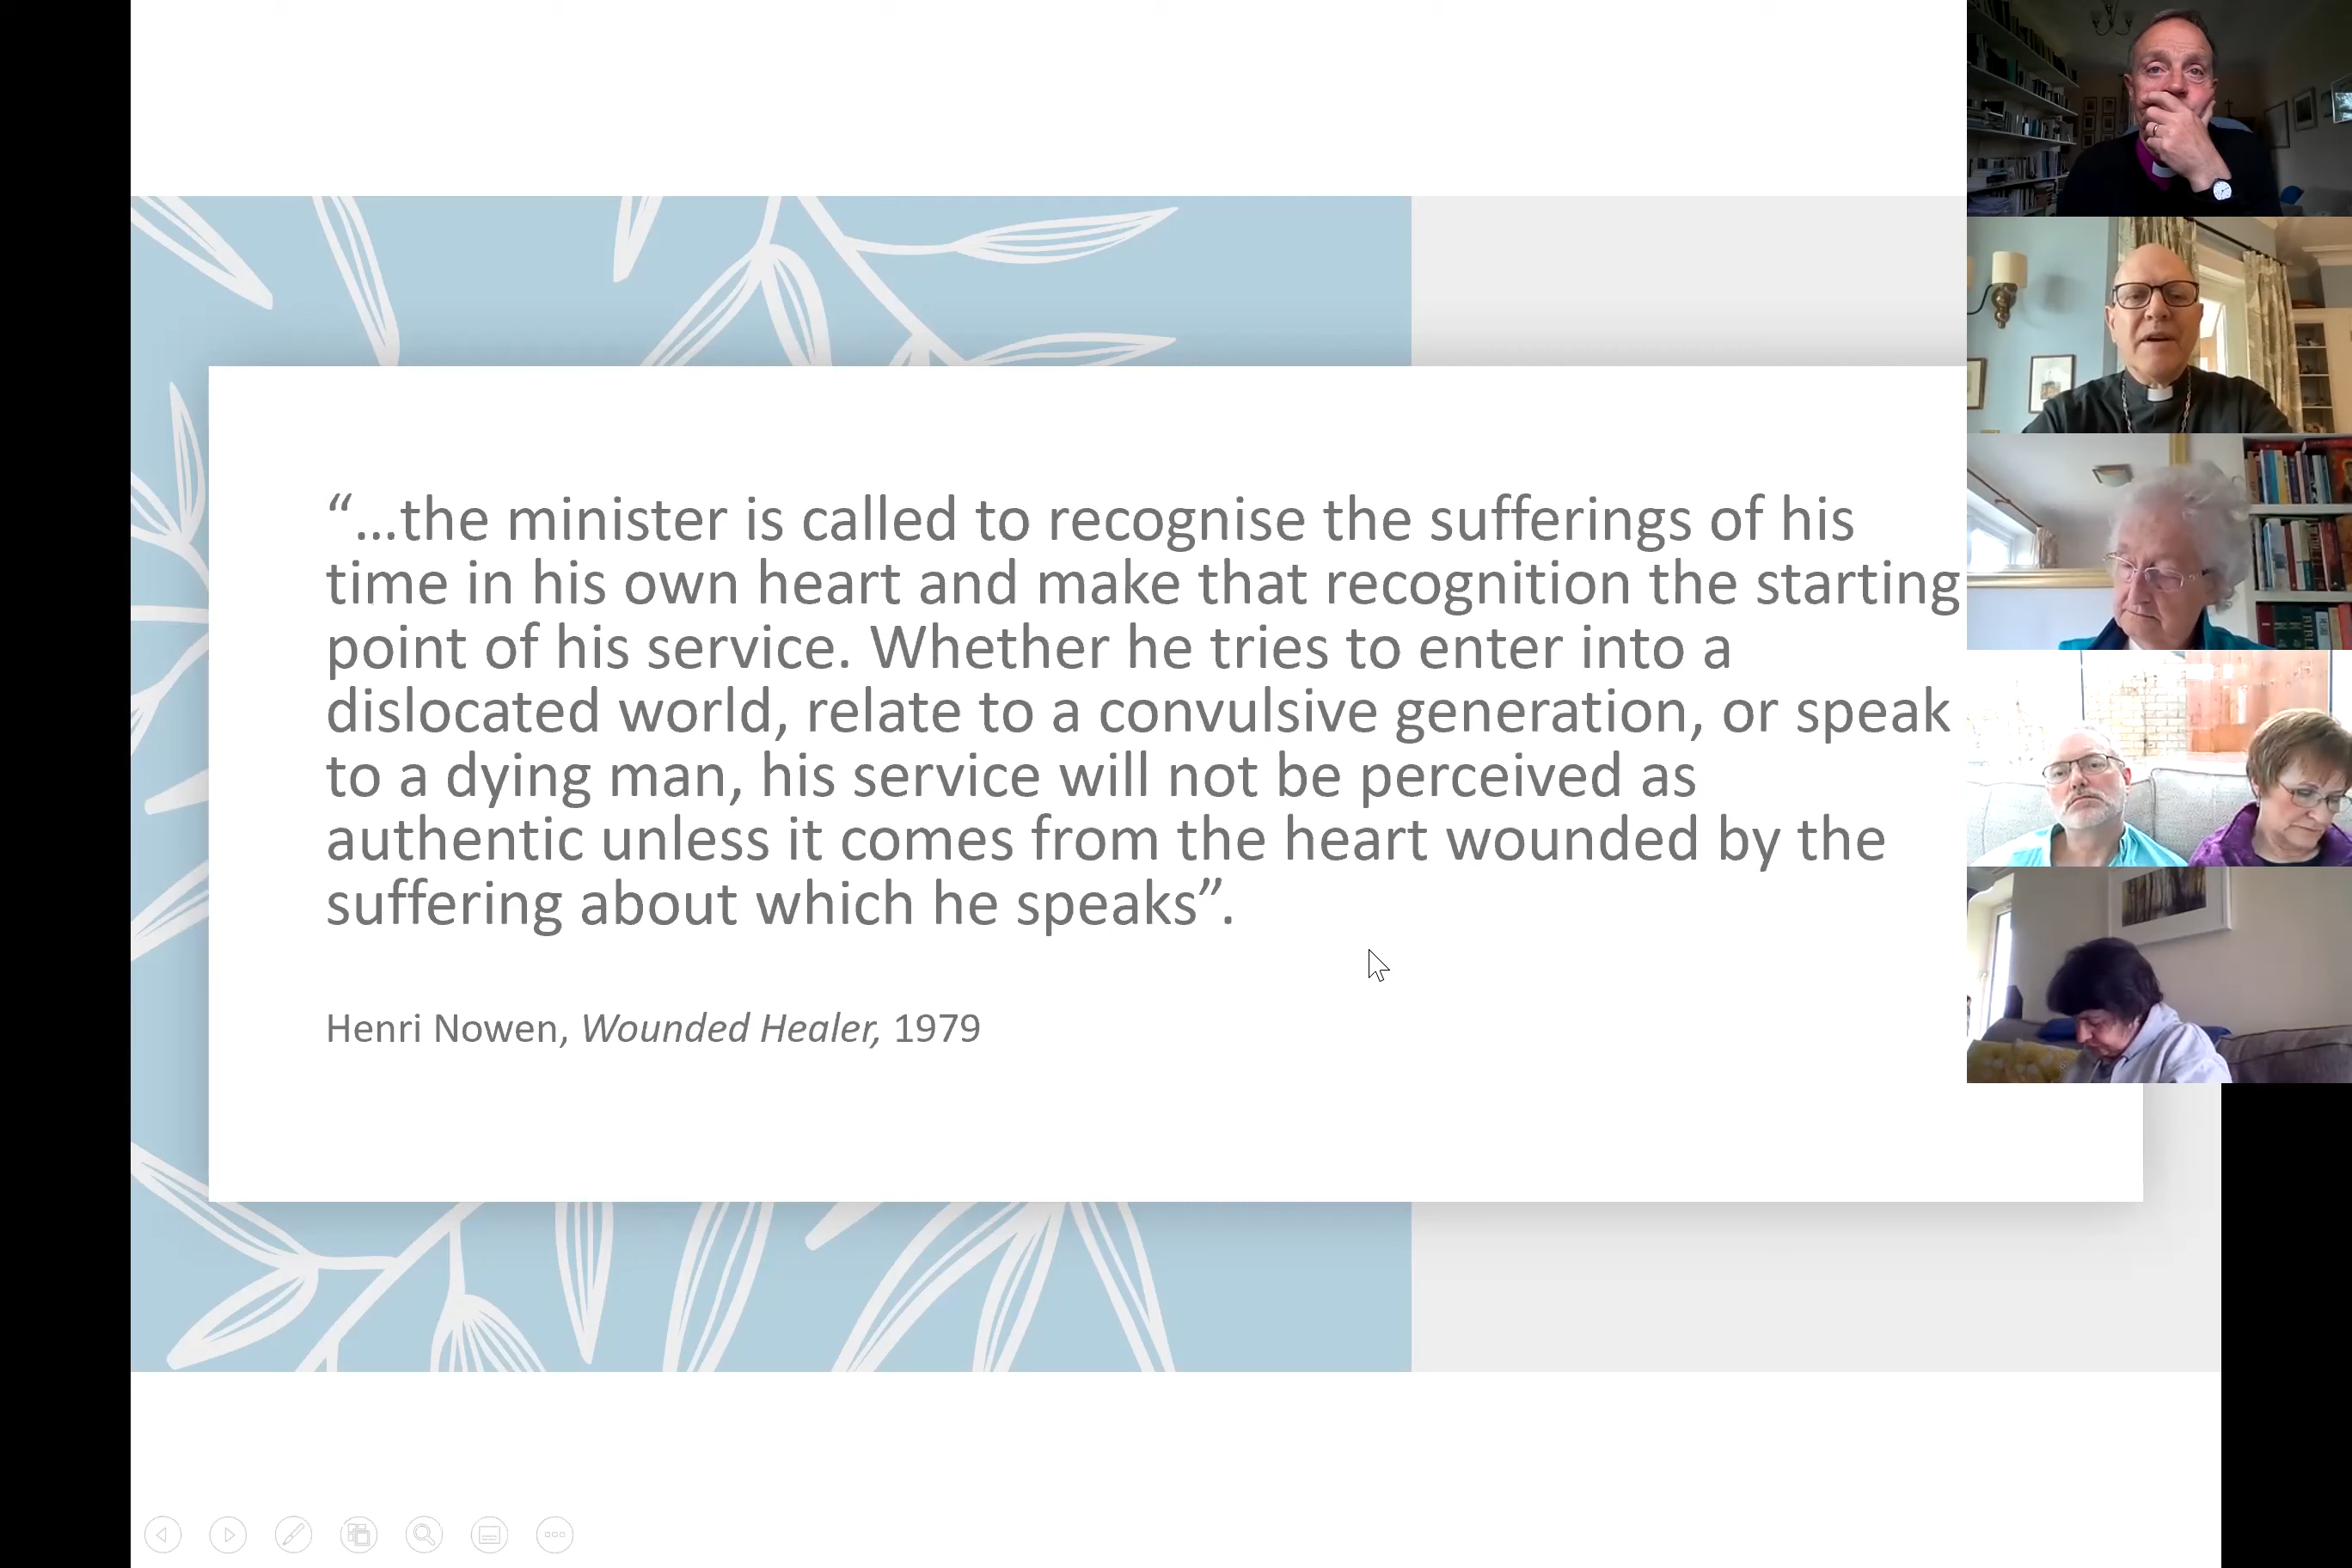 “…the minister is called to recognise the sufferings of his
time in his own heart and make that recognition the starting
point of his service. Whether he tries to enter into a
dislocated world, relate to a convulsive generation, or speak
to a dying man, his service will not be perceived as
authentic unless it comes from the heart wounded by the
suffering about which he speaks”.
Henri Nowen, Wounded Healer, 1979